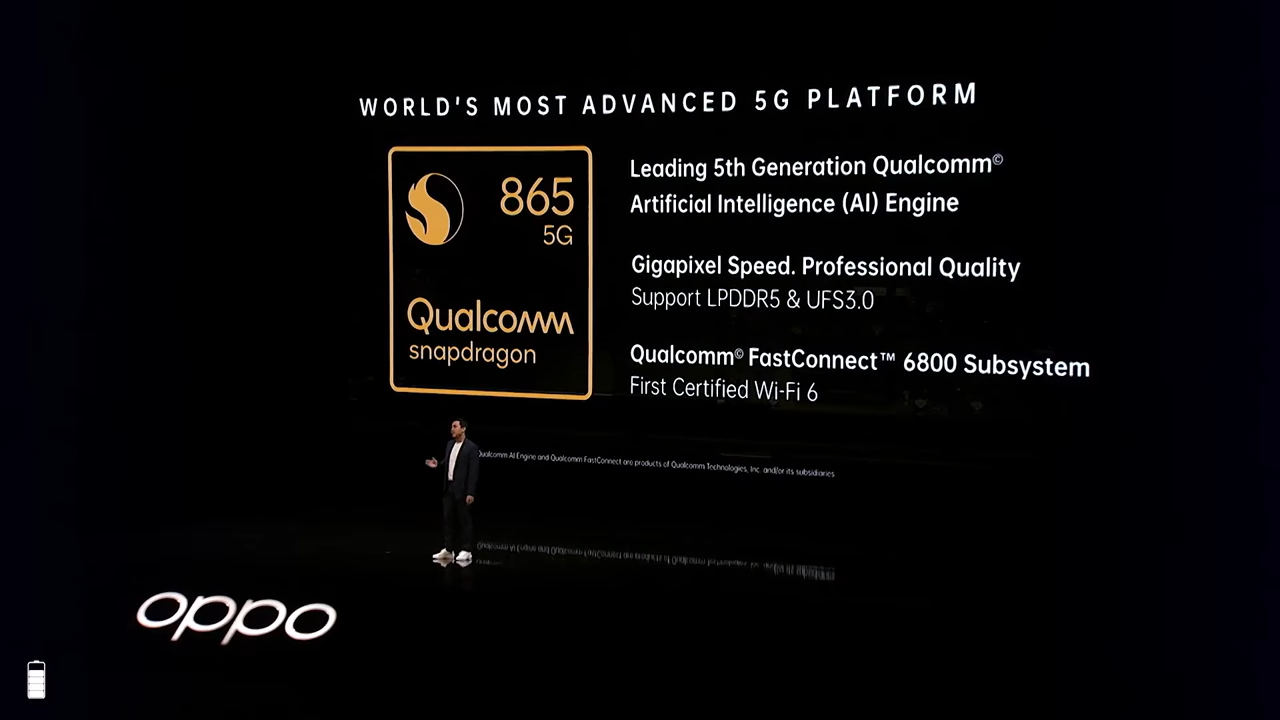 WORLD'S MOST ADVANCED 5G PLATFORM
865
5G
Qualcomm
snapdragon
Leading 5th Generation Qualcomm©
Artificial Intelligence (AI) Engine
Gigapixel Speed. Professional Quality
Support LPDDR5 & UFS3.0
Qualcomm© FastConnect™ 6800 Subsystem
First Certified Wi-Fi 6
Qualcomm AI Engine and Qualcomm FastConnect are products of Qualcomm Technologies, Inc. and/or its subsidiaries
oppo